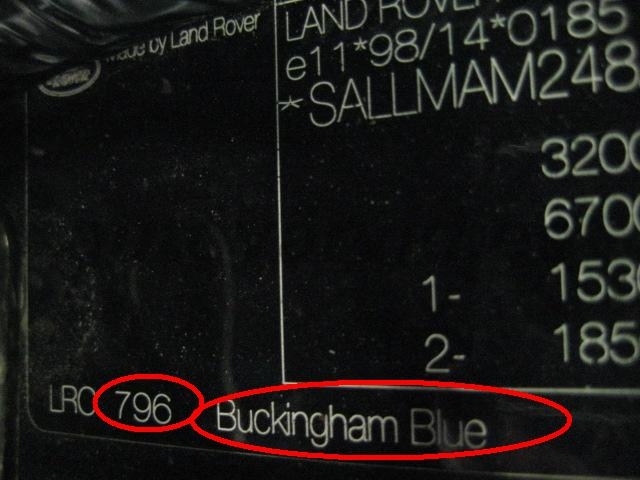 Made by Land Rover
LAND ROVER
e11*98/14*0185
*SALLMAM248
3200
6700
1- 1530
2- 185
LRC 796 Buckingham Blue